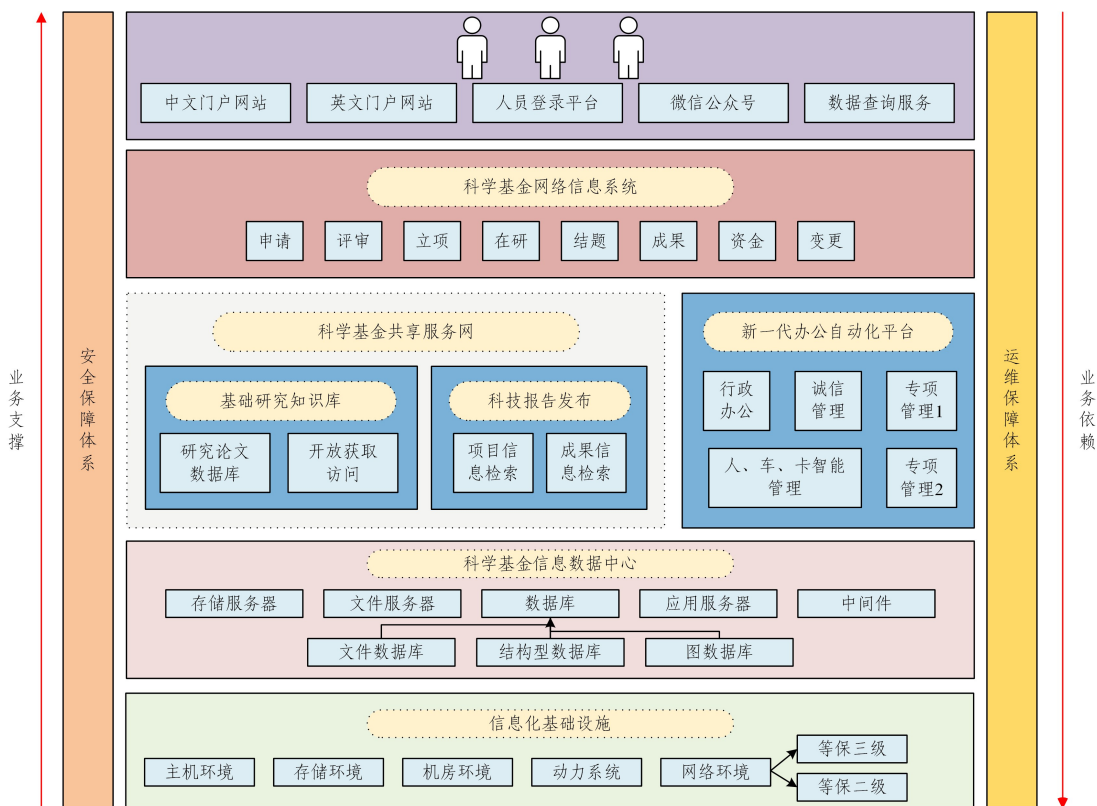 中文门户网站
英文门户网站
人员登录平台
微信公众号
数据查询服务
科学基金网络信息系统
申请
评审
立项
在研
结题
成果
资金
变更
科学基金共享服务网
基础研究知识库
研究论文
数据库
开放获取
访问
科技报告发布
项目信
息检索
成果信
息检索
新一代办公自动化平台
行政
办公
诚信
管理
专项
管理1
人、车、卡智能
管理
专项
管理2
科学基金信息数据中心
存储服务器
文件服务器
数据库
应用服务器
中间件
文件数据库
结构型数据库
图数据库
信息化基础设施
主机环境
存储环境
机房环境
动力系统
网络环境
等保三级
等保二级
业务支撑
安全保障体系
运维保障体系
业务依赖